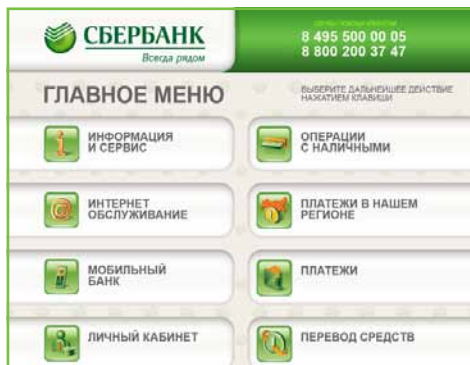 СБЕРБАНК
Всегда рядом
8 495 500 00 05
8 800 200 37 47
ГЛАВНОЕ МЕНЮ
ВЫБЕРИТЕ ДАЛЬНЕЙШЕЕ ДЕЙСТВИЕ
НАЖАТИЕМ КЛАВИШИ
ИНФОРМАЦИЯ
И СЕРВИС
ОПЕРАЦИИ
С НАЛИЧНЫМИ
ИНТЕРНЕТ
ОБСЛУЖИВАНИЕ
ПЛАТЕЖИ В НАШЕМ
РЕГИОНЕ
МОБИЛЬНЫЙ
БАНК
ПЛАТЕЖИ
ЛИЧНЫЙ КАБИНЕТ
ПЕРЕВОД СРЕДСТВ